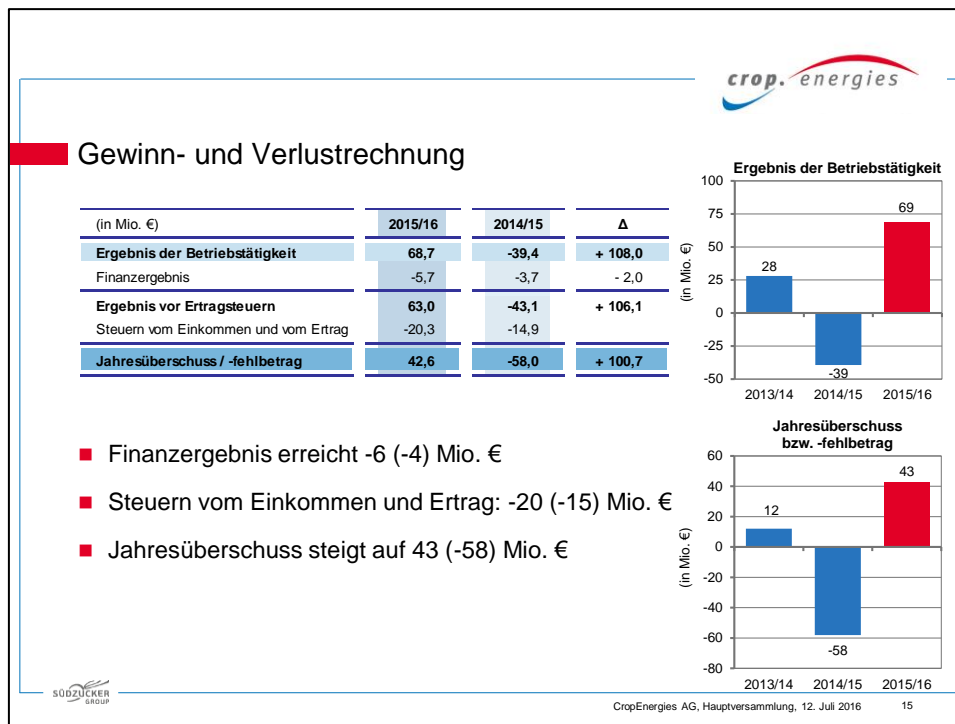 crop. energies
Gewinn- und Verlustrechnung
(in Mio. €) 2015/16 2014/15 Δ
Ergebnis der Betriebstätigkeit 68,7 -39,4 + 108,0
Finanzergebnis -5,7 -3,7 - 2,0
Ergebnis vor Ertragsteuern 63,0 -43,1 + 106,1
Steuern vom Einkommen und vom Ertrag -20,3 -14,9
Jahresüberschuss / -fehlbetrag 42,6 -58,0 + 100,7
Finanzergebnis erreicht -6 (-4) Mio. €
Steuern vom Einkommen und Ertrag: -20 (-15) Mio. €
Jahresüberschuss steigt auf 43 (-58) Mio. €
Ergebnis der Betriebstätigkeit
(in Mio. €)
100
75
50
25
0
-25
-50
28
-39
69
2013/14 2014/15 2015/16
Jahresüberschuss
bzw. -fehlbetrag
(in Mio. €)
60
40
20
0
-20
-40
-60
-80
12
-58
43
2013/14 2014/15 2015/16
SÜDZUCKER
GROUP
CropEnergies AG, Hauptversammlung, 12. Juli 2016 15